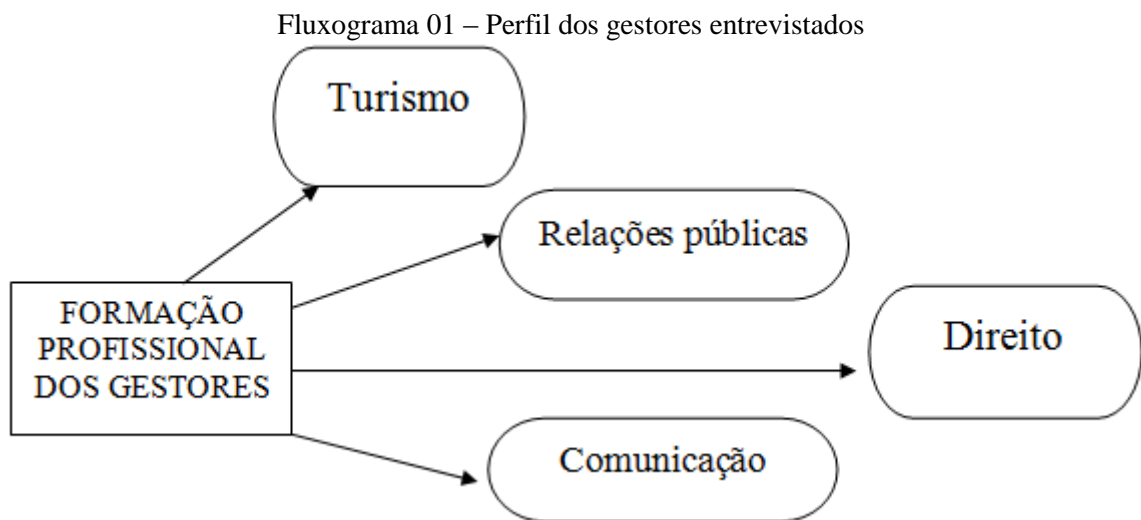 Fluxograma 01 – Perfil dos gestores entrevistados
Turismo
Relações públicas
FORMAÇÃO
PROFISSIONAL
DOS GESTORES
Direito
Comunicação